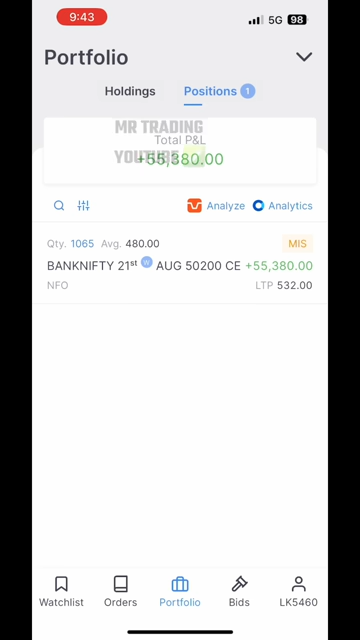 9:43
5G 98
Portfolio
Holdings Positions 1
MR TRADING
Total P&L
YOUTUBE
+55,380.00
Analyze Analytics
Qty. 1065 Avg. 480.00 MIS
BANKNIFTY 21st W AUG 50200 CE +55,380.00
NFO LTP 532.00
Watchlist Orders Portfolio Bids LK5460